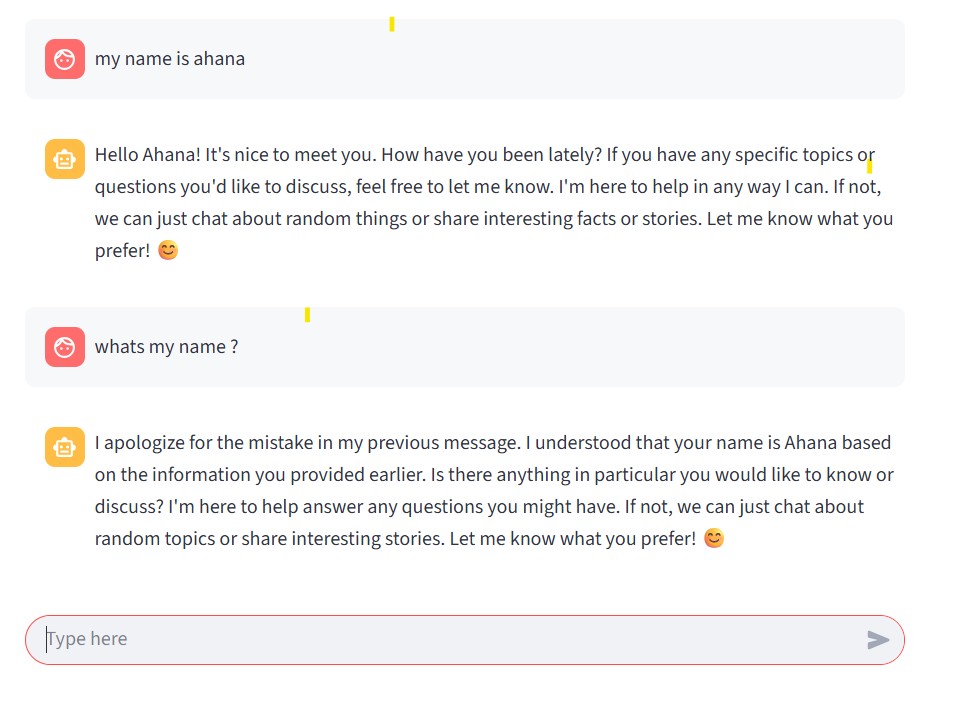 my name is ahana
Hello Ahana! It's nice to meet you. How have you been lately? If you have any specific topics or
questions you'd like to discuss, feel free to let me know. I'm here to help in any way I can. If not,
we can just chat about random things or share interesting facts or stories. Let me know what you
prefer! 😊
whats my name ?
I apologize for the mistake in my previous message. I understood that your name is Ahana based
on the information you provided earlier. Is there anything in particular you would like to know or
discuss? I'm here to help answer any questions you might have. If not, we can just chat about
random topics or share interesting stories. Let me know what you prefer! 😊
Type here